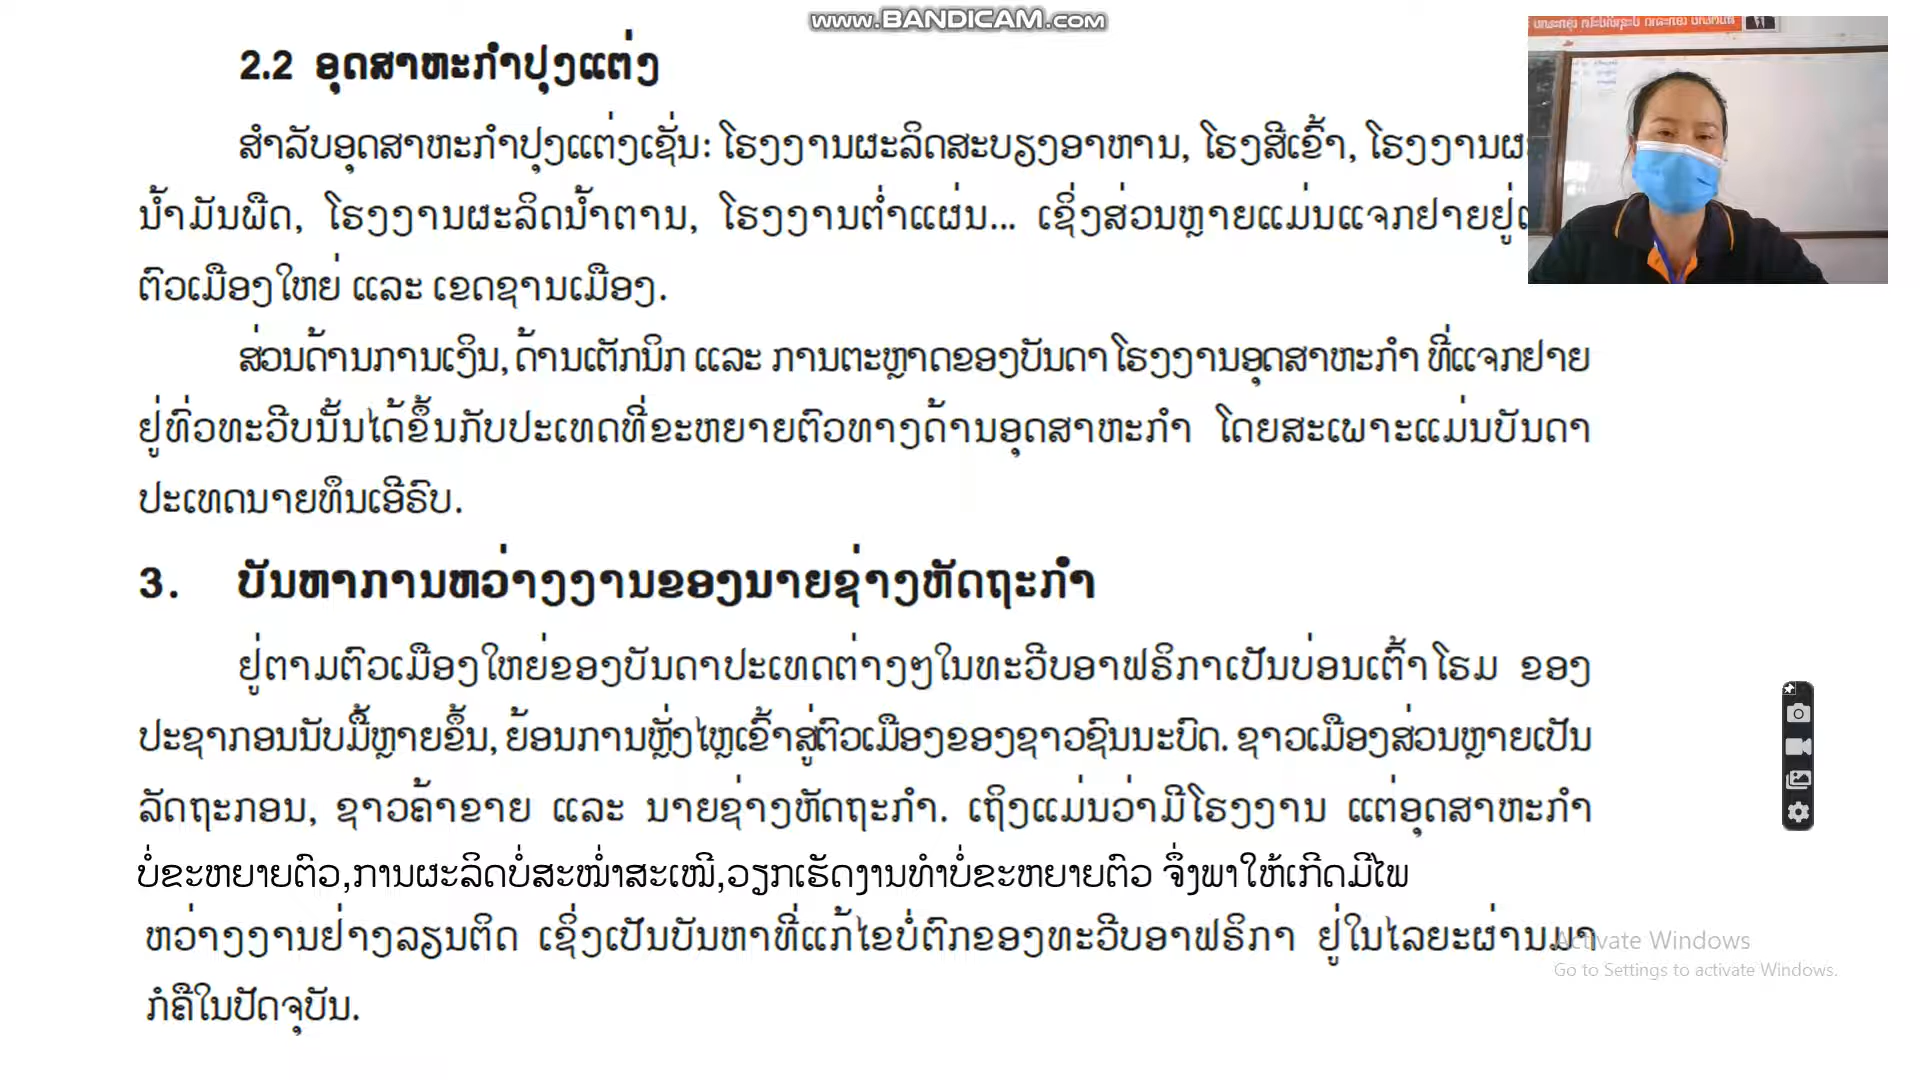 www.BANDICAM.com
2.2 ອຸດສາຫະກຳປຸງແຕ່ງ
ສຳລັບອຸດສາຫະກຳປຸງແຕ່ງເຊັ່ນ: ໂຮງງານຜະລິດສະບຽງອາຫານ, ໂຮງສີເຂົ້າ, ໂຮງງານ
ນ້ຳມັນພືດ, ໂຮງງານຜະລິດນ້ຳຕານ, ໂຮງງານຕ່ຳແຜ່ນ... ເຊິ່ງສ່ວນຫຼາຍແມ່ນແຈກຢາຍຢູ່
ຕົວເມືອງໃຫຍ່ ແລະ ເຂດຊານເມືອງ.
ສ່ວນດ້ານການເງິນ, ດ້ານເຕັກນິກ ແລະ ການຕະຫຼາດຂອງບັນດາໂຮງງານອຸດສາຫະກຳ ທີ່ແຈກຢາຍ
ຢູ່ທົ່ວທະວີບນັ້ນໄດ້ຂຶ້ນກັບປະເທດທີ່ຂະຫຍາຍຕົວທາງດ້ານອຸດສາຫະກຳ ໂດຍສະເພາະແມ່ນບັນດາ
ປະເທດນາຍທຶນເອີຣົບ.
3. ບັນຫາການຫວ່າງງານຂອງນາຍຊ່າງຫັດຖະກຳ
ຢູ່ຕາມຕົວເມືອງໃຫຍ່ຂອງບັນດາປະເທດຕ່າງໆໃນທະວີບອາຟຣິກາເປັນບ່ອນເຕົ້າໂຮມ ຂອງ
ປະຊາກອນນັບມື້ຫຼາຍຂຶ້ນ, ຍ້ອນການຫຼັ່ງໄຫຼເຂົ້າສູ່ຕົວເມືອງຂອງຊາວຊົນນະບົດ. ຊາວເມືອງສ່ວນຫຼາຍເປັນ
ລັດຖະກອນ, ຊາວຄ້າຂາຍ ແລະ ນາຍຊ່າງຫັດຖະກຳ. ເຖິງແມ່ນວ່າມີໂຮງງານ ແຕ່ອຸດສາຫະກຳ
ບໍ່ຂະຫຍາຍຕົວ,ການຜະລິດບໍ່ສະໝ່ຳສະເໝີ,ວຽກເຮັດງານທຳບໍ່ຂະຫຍາຍຕົວ ຈຶ່ງພາໃຫ້ເກີດມີໄພ
ຫວ່າງງານຢ່າງລຽນຕິດ ເຊິ່ງເປັນບັນຫາທີ່ແກ້ໄຂບໍ່ຕົກຂອງທະວີບອາຟຣິກາ ຢູ່ໃນໄລຍະຜ່ານມາ
ກໍຄືໃນປັດຈຸບັນ.
Activate Windows
Go to Settings to activate Windows.